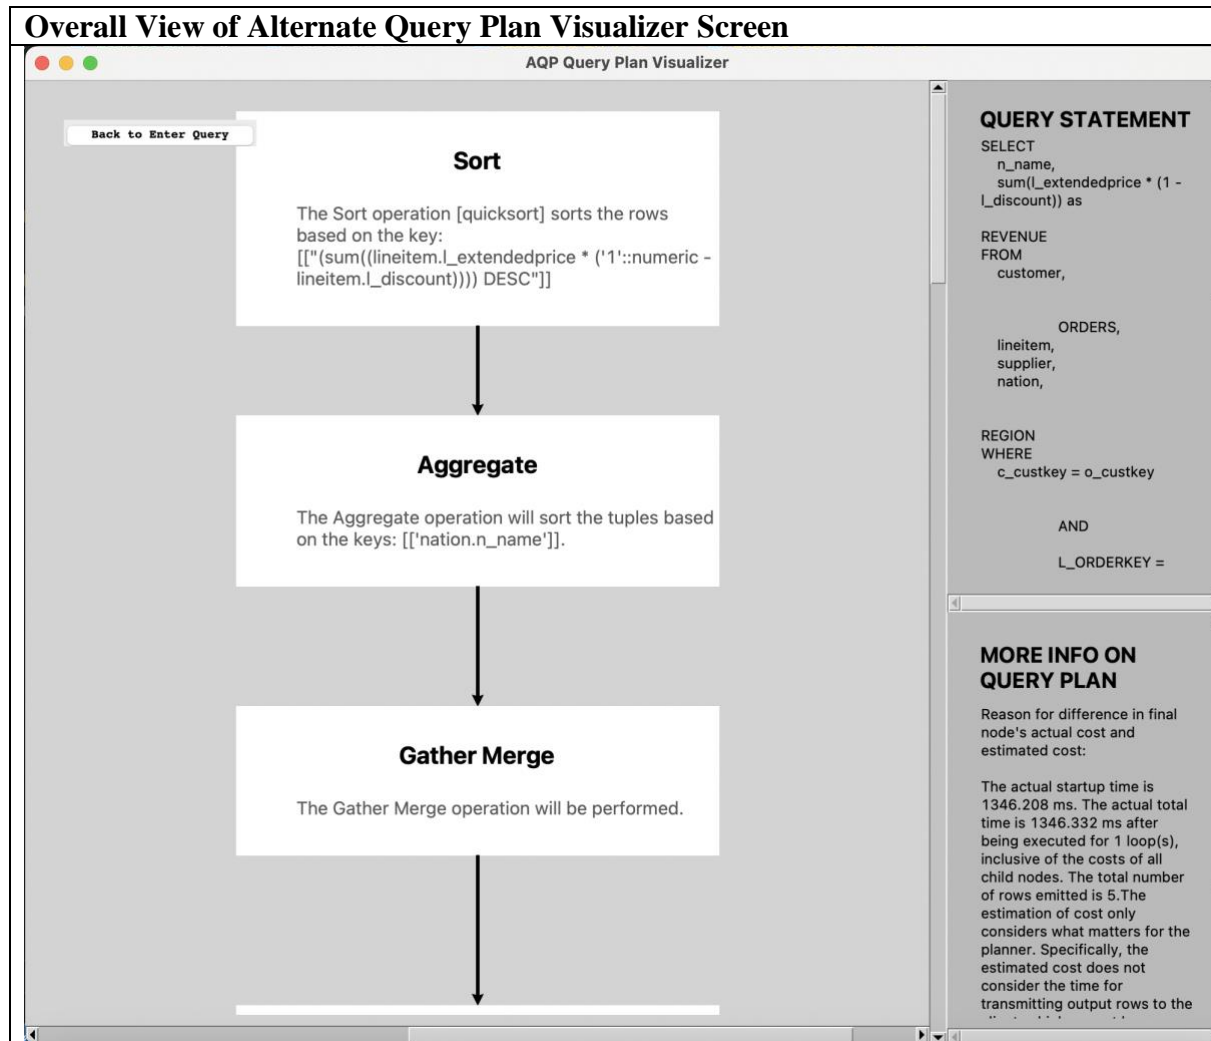 Overall View of Alternate Query Plan Visualizer Screen
AQP Query Plan Visualizer
Back to Enter Query
Sort
The Sort operation [quicksort] sorts the rows
based on the key:
[["(sum((lineitem.l_extendedprice * ('1'::numeric -
lineitem.l_discount)))) DESC"]]
Aggregate
The Aggregate operation will sort the tuples based
on the keys: [['nation.n_name']].
Gather Merge
The Gather Merge operation will be performed.
QUERY STATEMENT
SELECT
n_name,
sum(l_extendedprice * (1 -
l_discount)) as
REVENUE
FROM
customer,
ORDERS,
lineitem,
supplier,
nation,
REGION
WHERE
c_custkey = o_custkey
AND
L_ORDERKEY =
MORE INFO ON
QUERY PLAN
Reason for difference in final
node's actual cost and
estimated cost:
The actual startup time is
1346.208 ms. The actual total
time is 1346.332 ms after
being executed for 1 loop(s),
inclusive of the costs of all
child nodes. The total number
of rows emitted is 5.The
estimation of cost only
considers what matters for the
planner. Specifically, the
estimated cost does not
consider the time for
transmitting output rows to the